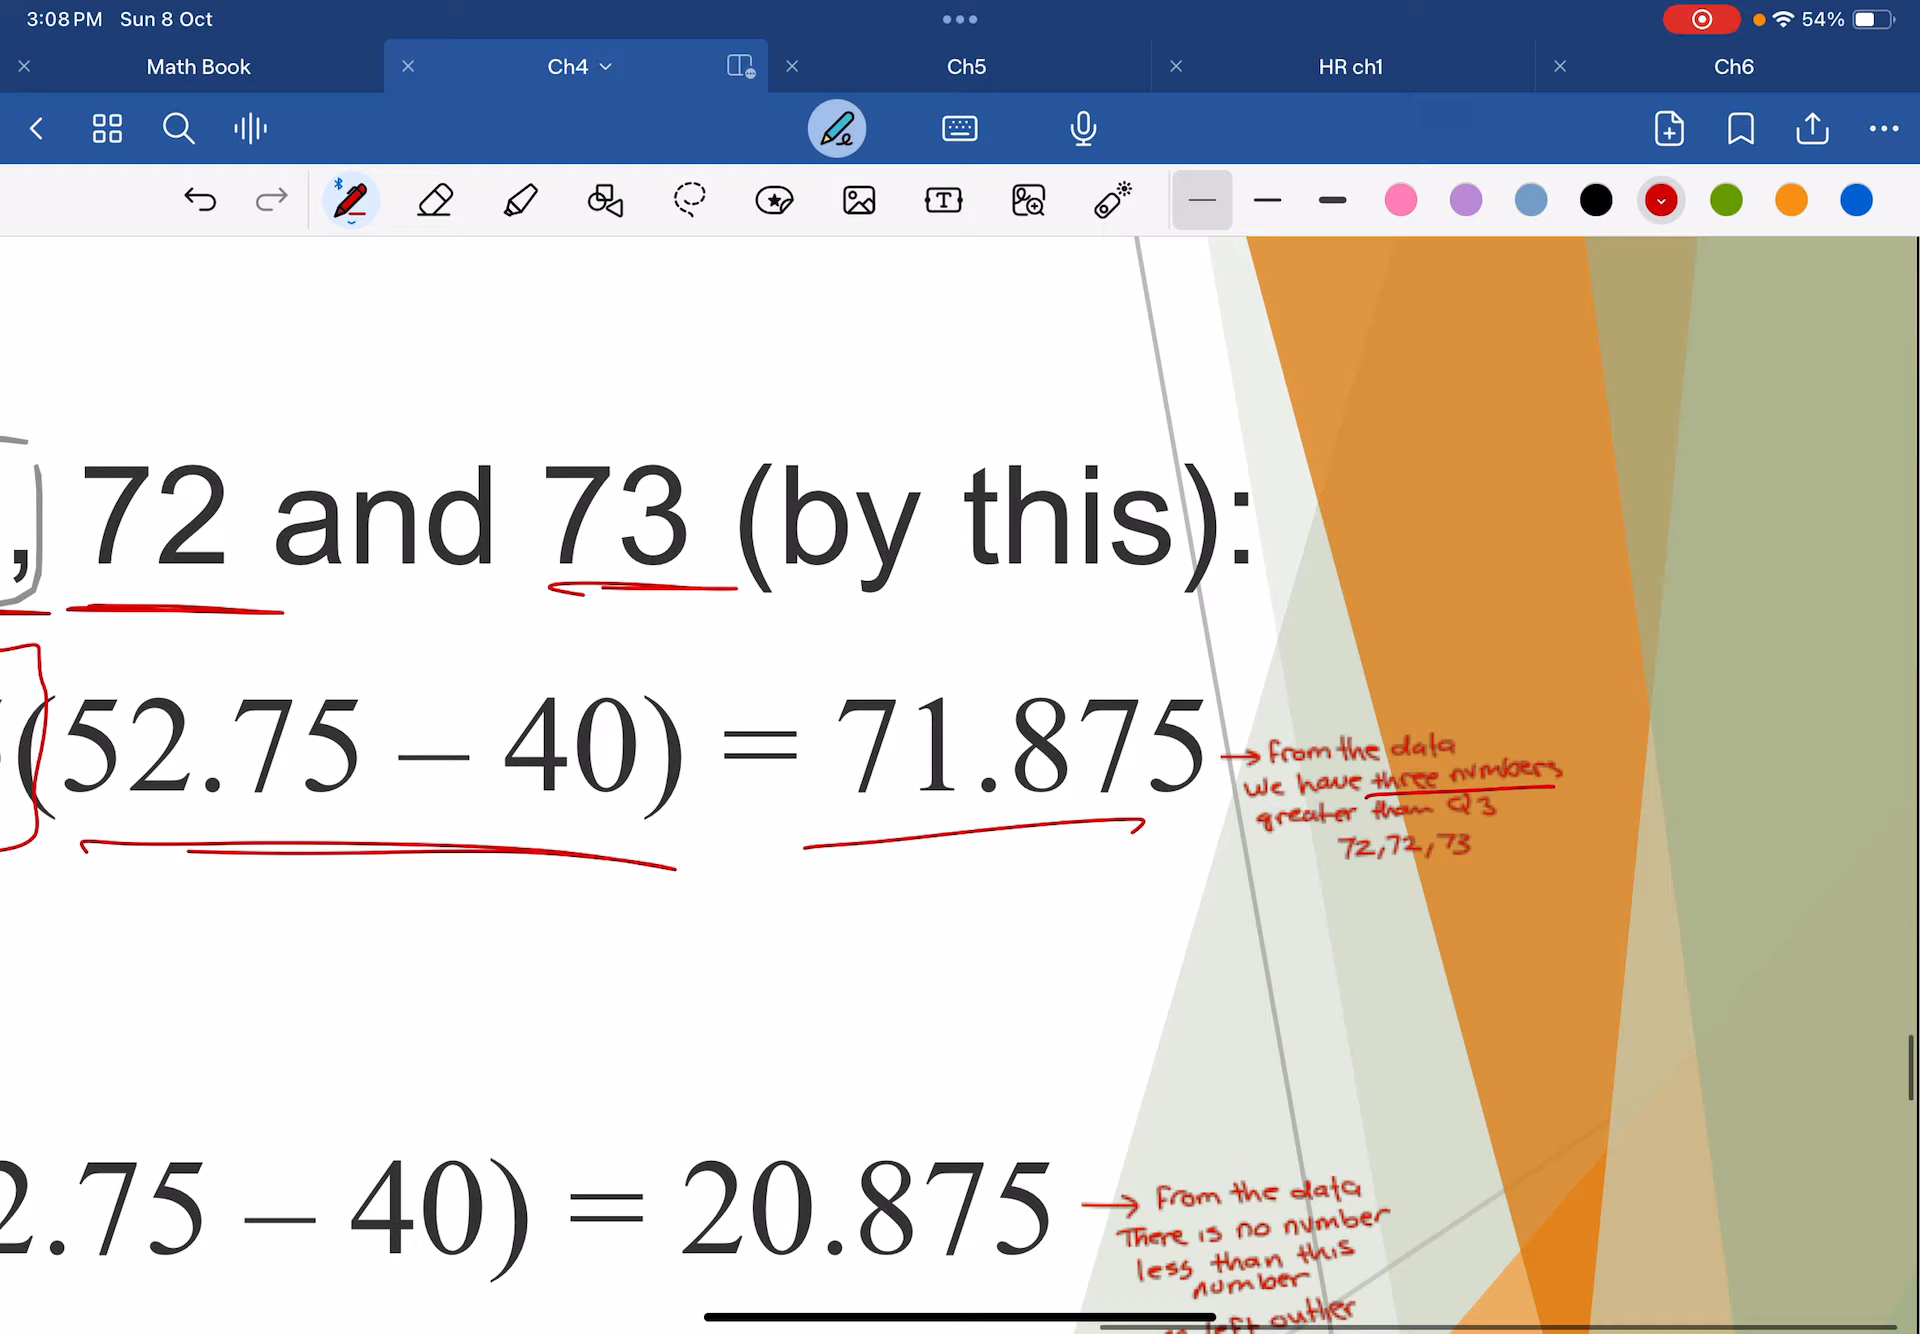 3:08 PM Sun 8 Oct
54%
Math Book
Ch4
Ch5
HR ch1
Ch6
, 72 and 73 (by this):
(52.75 – 40) = 71.875
→ From the data
we have three numbers
greater than Q3
72,72,73
2.75 – 40) = 20.875
→ From the data
There is no number
less than this
number
left outlier